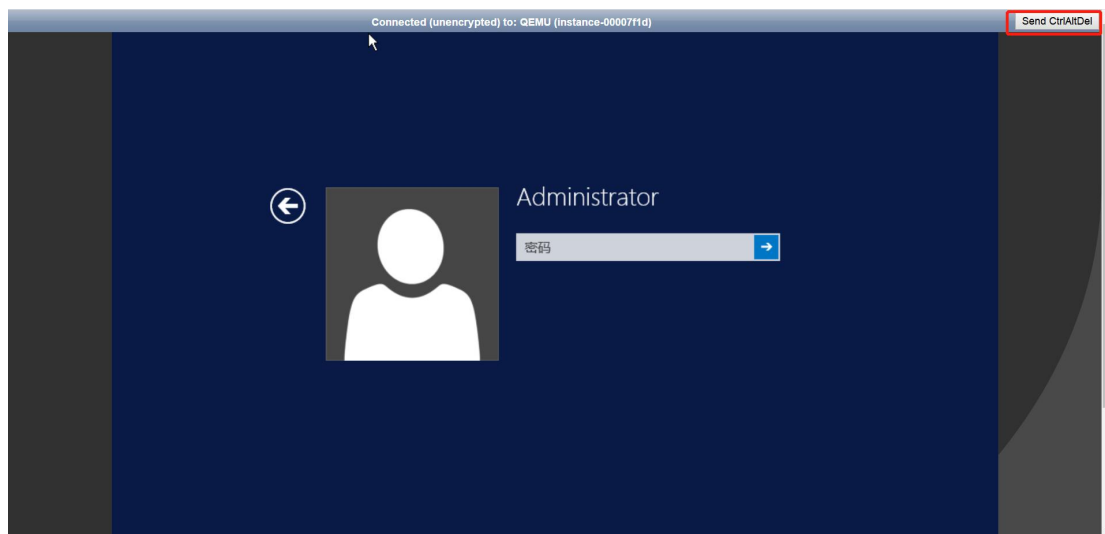 Connected (unencrypted) to: QEMU (instance-00007f1d)
Send CtrlAltDel
Administrator
密码